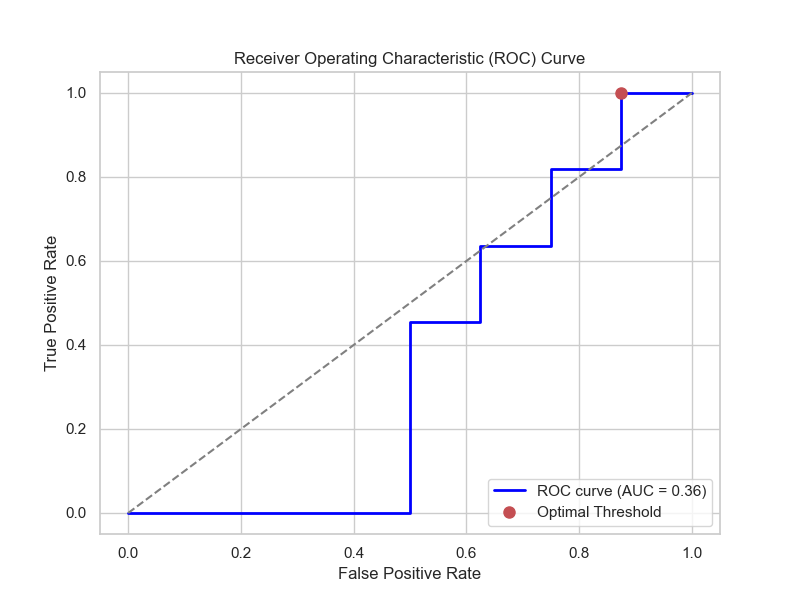 Receiver Operating Characteristic (ROC) Curve
True Positive Rate
1.0
0.8
0.6
0.4
0.2
0.0
ROC curve (AUC = 0.36)
Optimal Threshold
0.0 0.2 0.4 0.6 0.8 1.0
False Positive Rate